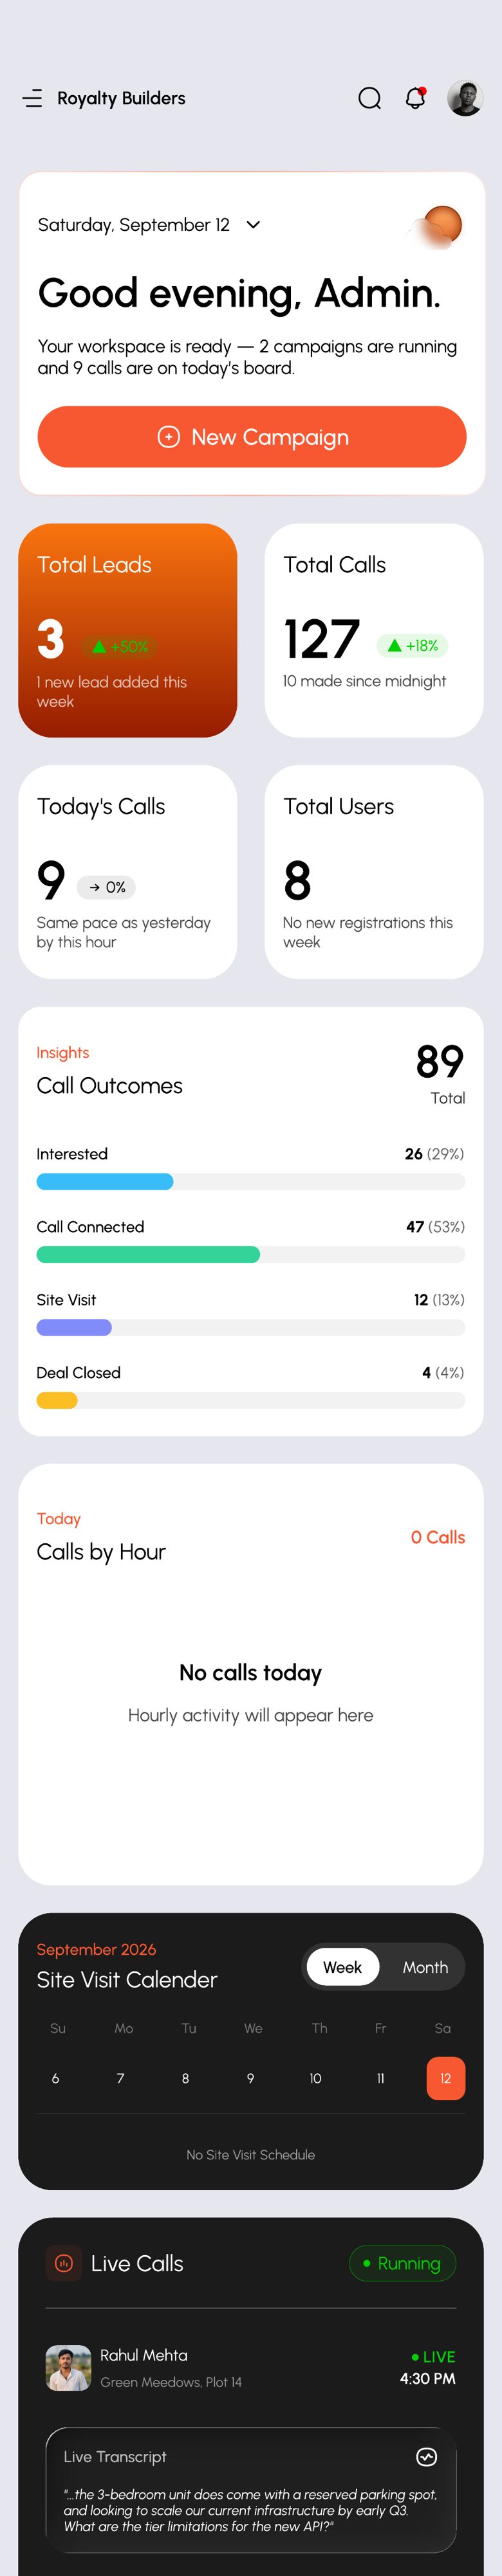 Royalty Builders
Saturday, September 12
Good evening, Admin.
Your workspace is ready — 2 campaigns are running
and 9 calls are on today's board.
New Campaign
Total Leads
3 +50%
1 new lead added this
week
Total Calls
127 +18%
10 made since midnight
Today's Calls
9 → 0%
Same pace as yesterday
by this hour
Total Users
8
No new registrations this
week
Insights
Call Outcomes
89
Total
Interested 26 (29%)
Call Connected 47 (53%)
Site Visit 12 (13%)
Deal Closed 4 (4%)
Today
Calls by Hour
0 Calls
No calls today
Hourly activity will appear here
September 2026
Site Visit Calender
Week Month
Su Mo Tu We Th Fr Sa
6 7 8 9 10 11 12
No Site Visit Schedule
Live Calls
Running
Rahul Mehta
Green Meadows, Plot 14
LIVE
4:30 PM
Live Transcript
"...the 3-bedroom unit does come with a reserved parking spot,
and looking to scale our current infrastructure by early Q3.
What are the tier limitations for the new API?"